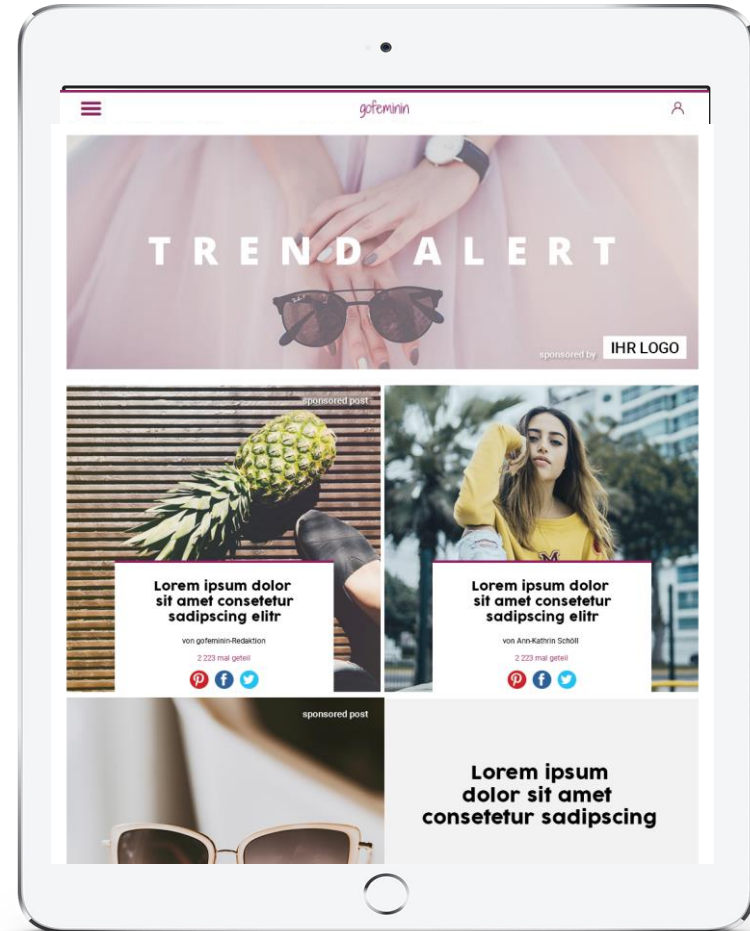 gofeminin
TREND ALERT
sponsored by IHR LOGO
sponsored post
Lorem ipsum dolor
sit amet consetetur
sadipscing elitr
von gofeminin-Redaktion
2 223 mal geteil
Lorem ipsum dolor
sit amet consetetur
sadipscing elitr
von Ann-Kathrin Schöll
2 223 mal geteil
sponsored post
Lorem ipsum
dolor sit amet
consetetur sadipscing